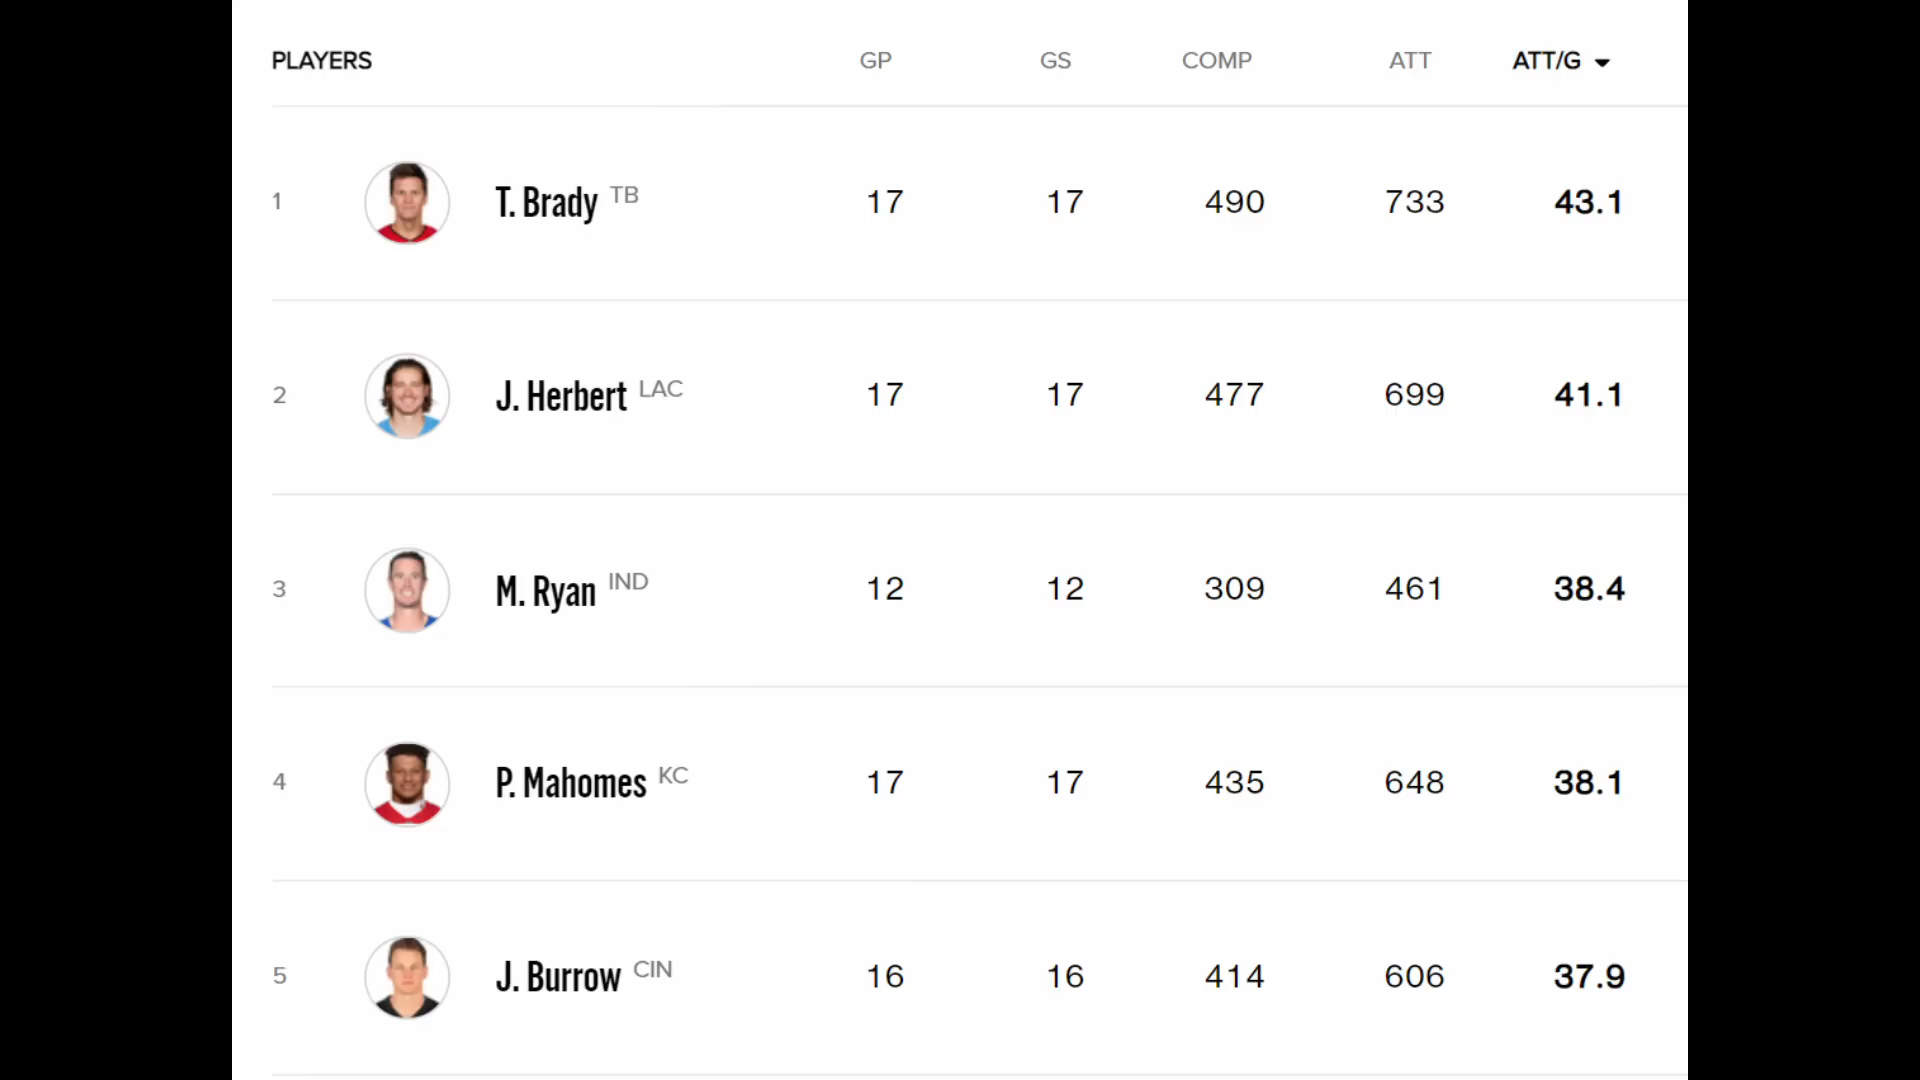 PLAYERS GP GS COMP ATT ATT/G
1 T. Brady TB 17 17 490 733 43.1
2 J. Herbert LAC 17 17 477 699 41.1
3 M. Ryan IND 12 12 309 461 38.4
4 P. Mahomes KC 17 17 435 648 38.1
5 J. Burrow CIN 16 16 414 606 37.9